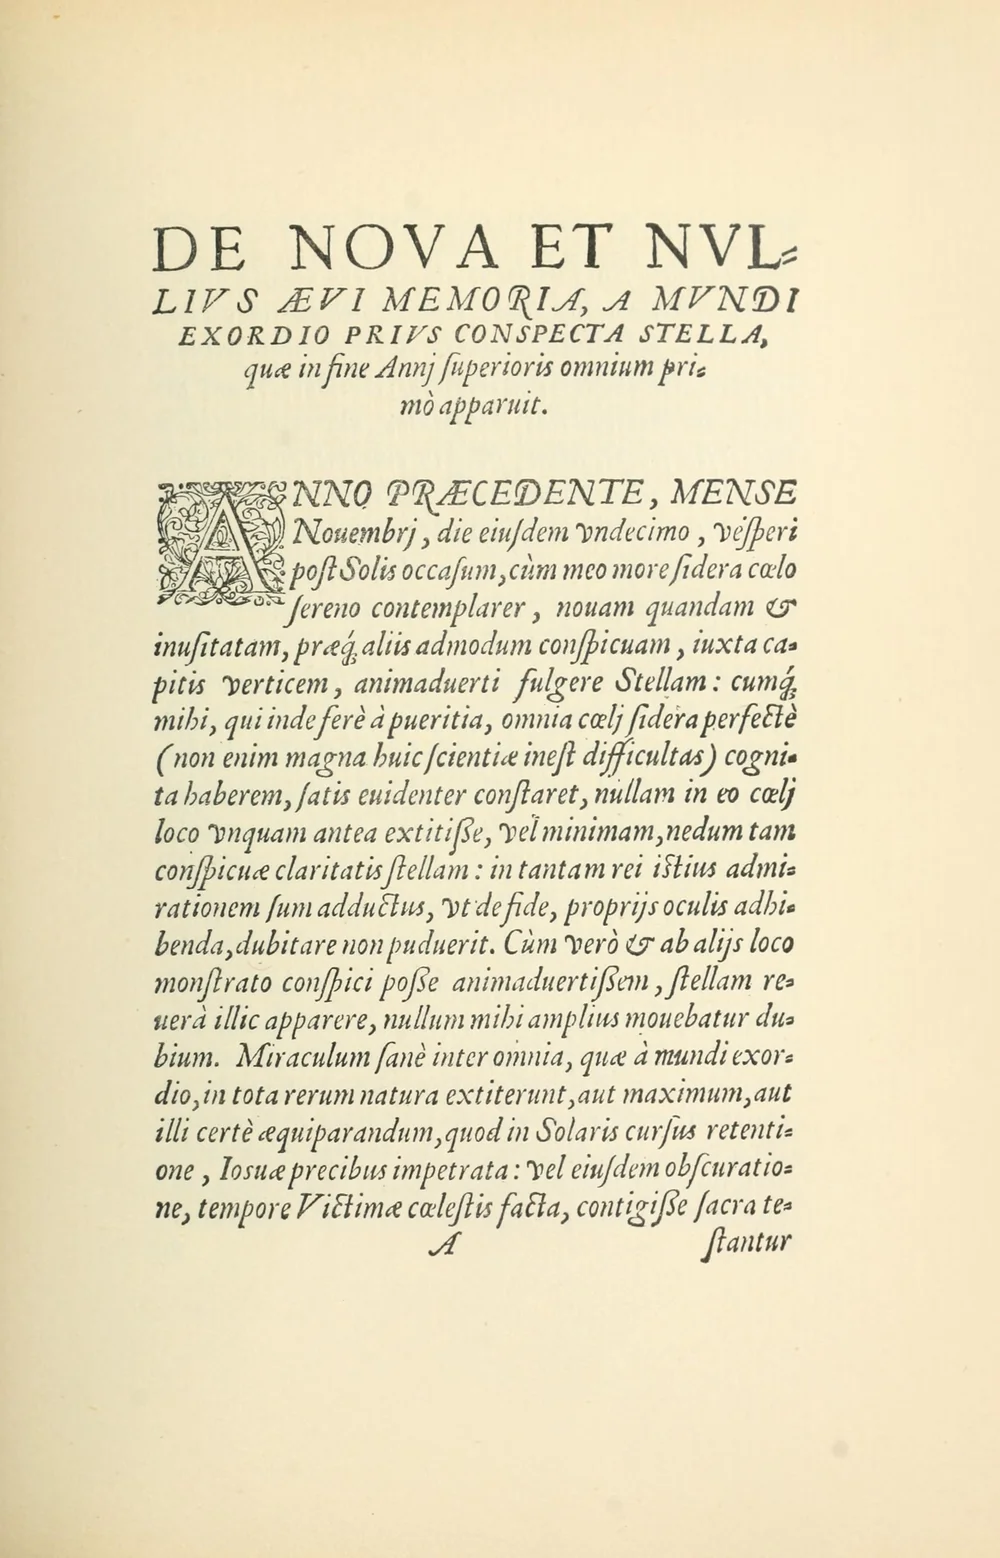 DE NOVA ET NVL⸗
LIVS ÆVI MEMORIA, A MVNDI
EXORDIO PRIVS CONSPECTA STELLA,
quæ in fine Annj ſuperioris omnium pri⸗
mò apparuit.
ANNO PRÆCEDENTE, MENSE
Nouembrj, die eiuſdem vndecimo, veſperi
poſt Solis occaſum, cùm meo more ſidera cœlo
ſereno contemplarer, nouam quandam &
inuſitatam, præq́; aliis admodum conſpicuam, iuxta ca⸗
pitis verticem, animaduerti fulgere Stellam: cumq́;
mihi, qui inde ferè à pueritia, omnia cœlj ſidera perfectè
(non enim magna huic ſcientiæ ineſt difficultas) cogni⸗
ta haberem, ſatis euidenter conſtaret, nullam in eo cœlj
loco vnquam antea extitiſſe, vel minimam, nedum tam
conſpicuæ claritatis ſtellam: in tantam rei iſtius admi⸗
rationem ſum adductus, vt de fide, proprijs oculis adhi⸗
benda, dubitare non puduerit. Cùm verò & ab alijs loco
monſtrato conſpici poſſe animaduertiſſem, ſtellam re⸗
uerà illic apparere, nullum mihi amplius mouebatur du⸗
bium. Miraculum ſanè inter omnia, quæ à mundi exor⸗
dio, in tota rerum natura extiterunt, aut maximum, aut
illi certè æquiparandum, quod in Solaris curſus retenti⸗
one, Ioſuæ precibus impetrata: vel eiuſdem obſcuratio⸗
ne, tempore Victimæ cœleſtis facta, contigiſſe ſacra te⸗
A ſtantur